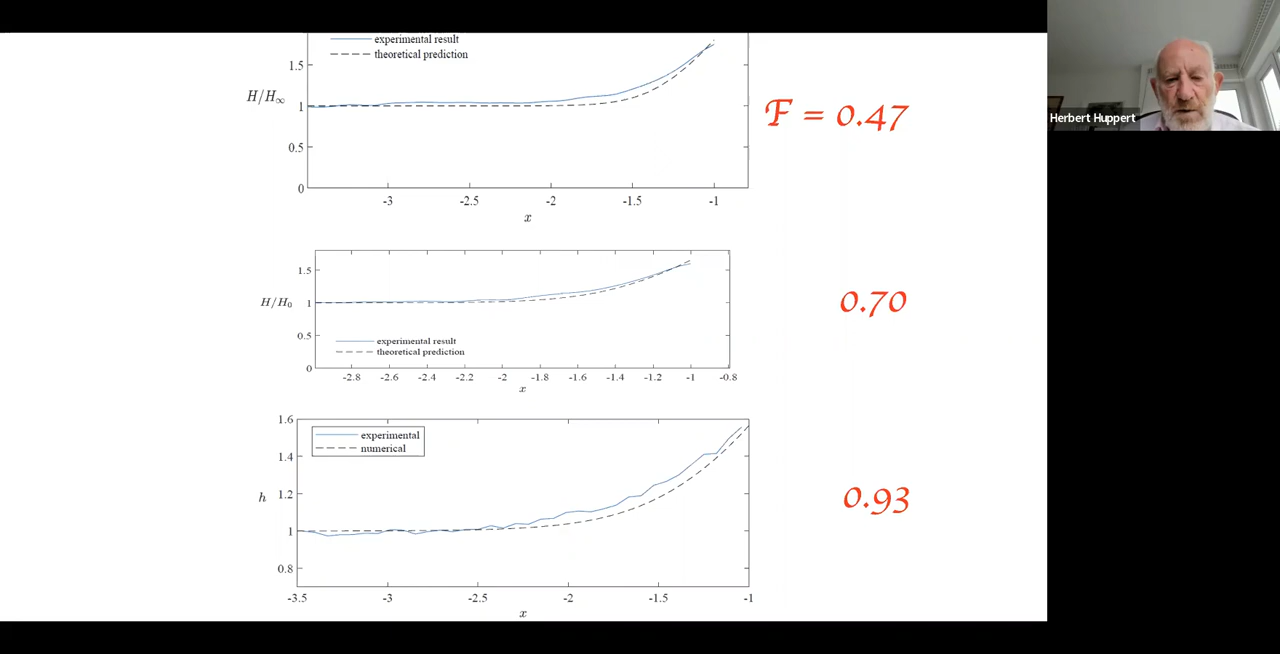 experimental result
theoretical prediction
1.5
H/H∞
1
0.5
0
-3
-2.5
-2
-1.5
-1
x
ℱ = 0.47
Herbert Huppert
1.5
H/H0
1
0.5
0
experimental result
theoretical prediction
-2.8
-2.6
-2.4
-2.2
-2
-1.8
-1.6
-1.4
-1.2
-1
-0.8
x
0.70
1.6
1.4
1.2
1
0.8
h
experimental
numerical
-3.5
-3
-2.5
-2
-1.5
-1
x
0.93